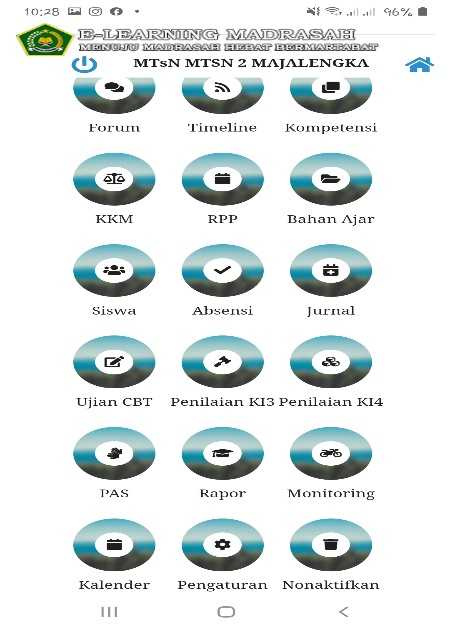 10:28 96%
E-LEARNING MADRASAH
MENUJU MADRASAH HEBAT BERMARTABAT
MTsN MTSN 2 MAJALENGKA
Forum Timeline Kompetensi
KKM RPP Bahan Ajar
Siswa Absensi Jurnal
Ujian CBT Penilaian KI3 Penilaian KI4
PAS Rapor Monitoring
Kalender Pengaturan Nonaktifkan